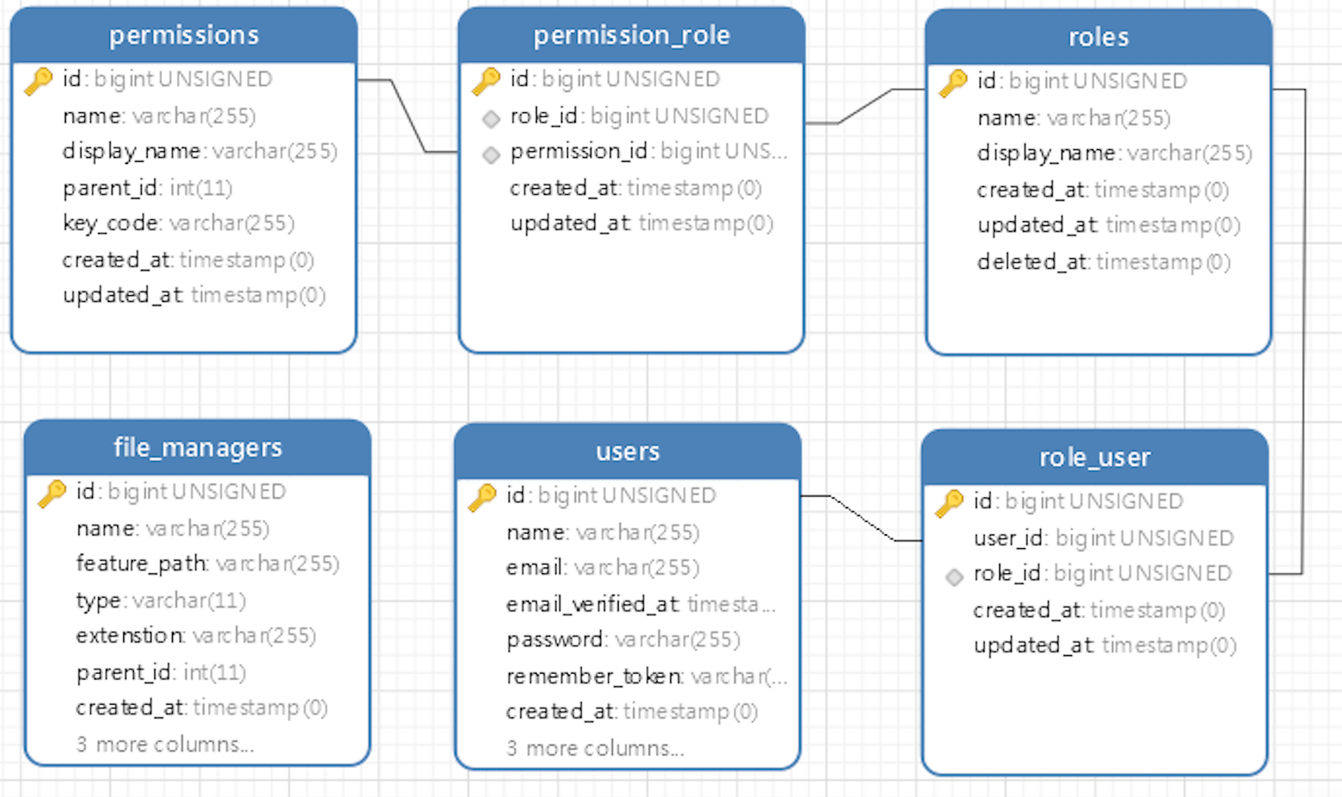 permissions
id: bigint UNSIGNED
name: varchar(255)
display_name: varchar(255)
parent_id: int(11)
key_code: varchar(255)
created_at: timestamp(0)
updated_at: timestamp(0)
permission_role
id: bigint UNSIGNED
role_id: bigint UNSIGNED
permission_id: bigint UNS...
created_at: timestamp(0)
updated_at: timestamp(0)
roles
id: bigint UNSIGNED
name: varchar(255)
display_name: varchar(255)
created_at: timestamp(0)
updated_at: timestamp(0)
deleted_at: timestamp(0)
file_managers
id: bigint UNSIGNED
name: varchar(255)
feature_path: varchar(255)
type: varchar(11)
extenstion: varchar(255)
parent_id: int(11)
created_at: timestamp(0)
3 more columns...
users
id: bigint UNSIGNED
name: varchar(255)
email: varchar(255)
email_verified_at: timesta...
password: varchar(255)
remember_token: varchar(...
created_at: timestamp(0)
3 more columns...
role_user
id: bigint UNSIGNED
user_id: bigint UNSIGNED
role_id: bigint UNSIGNED
created_at: timestamp(0)
updated_at: timestamp(0)